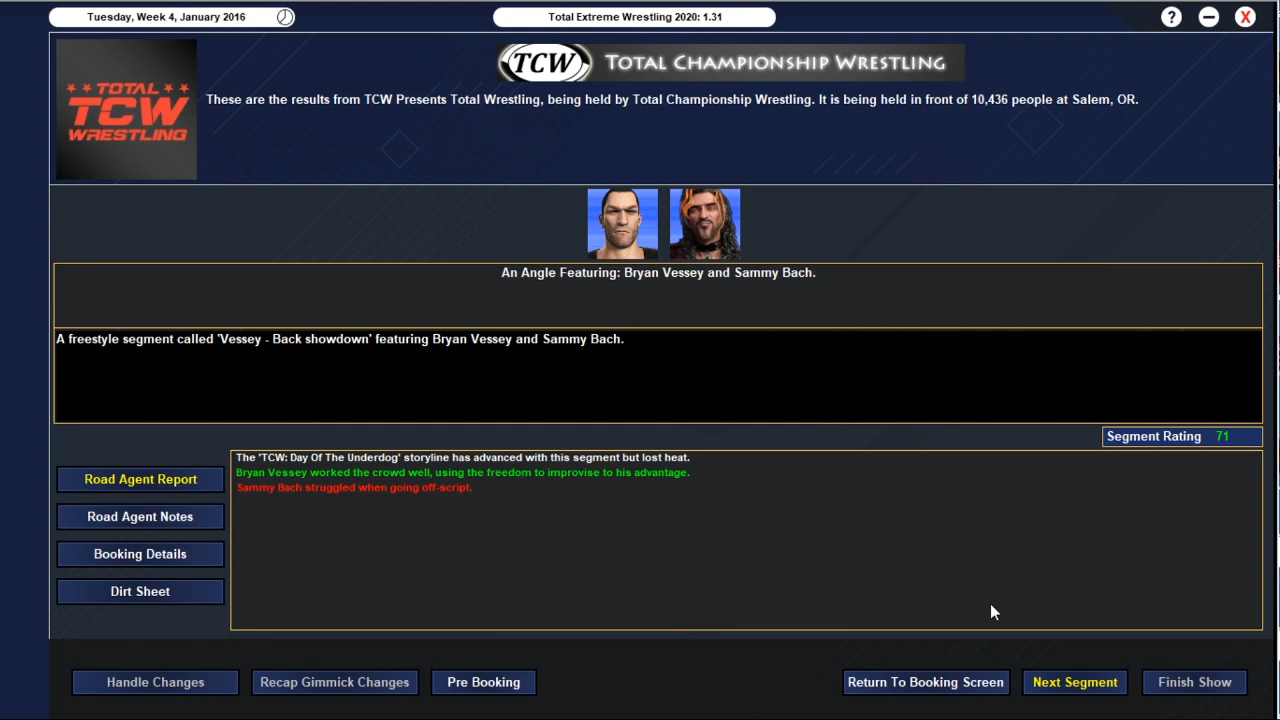 Tuesday, Week 4, January 2016
Total Extreme Wrestling 2020: 1.31
?
X
TOTAL
TCW
WRESTLING
TCW TOTAL CHAMPIONSHIP WRESTLING
These are the results from TCW Presents Total Wrestling, being held by Total Championship Wrestling. It is being held in front of 10,436 people at Salem, OR.
An Angle Featuring: Bryan Vessey and Sammy Bach.
A freestyle segment called 'Vessey - Back showdown' featuring Bryan Vessey and Sammy Bach.
Segment Rating 71
The 'TCW: Day Of The Underdog' storyline has advanced with this segment but lost heat.
Bryan Vessey worked the crowd well, using the freedom to improvise to his advantage.
Sammy Bach struggled when going off-script.
Road Agent Report
Road Agent Notes
Booking Details
Dirt Sheet
Handle Changes
Recap Gimmick Changes
Pre Booking
Return To Booking Screen
Next Segment
Finish Show